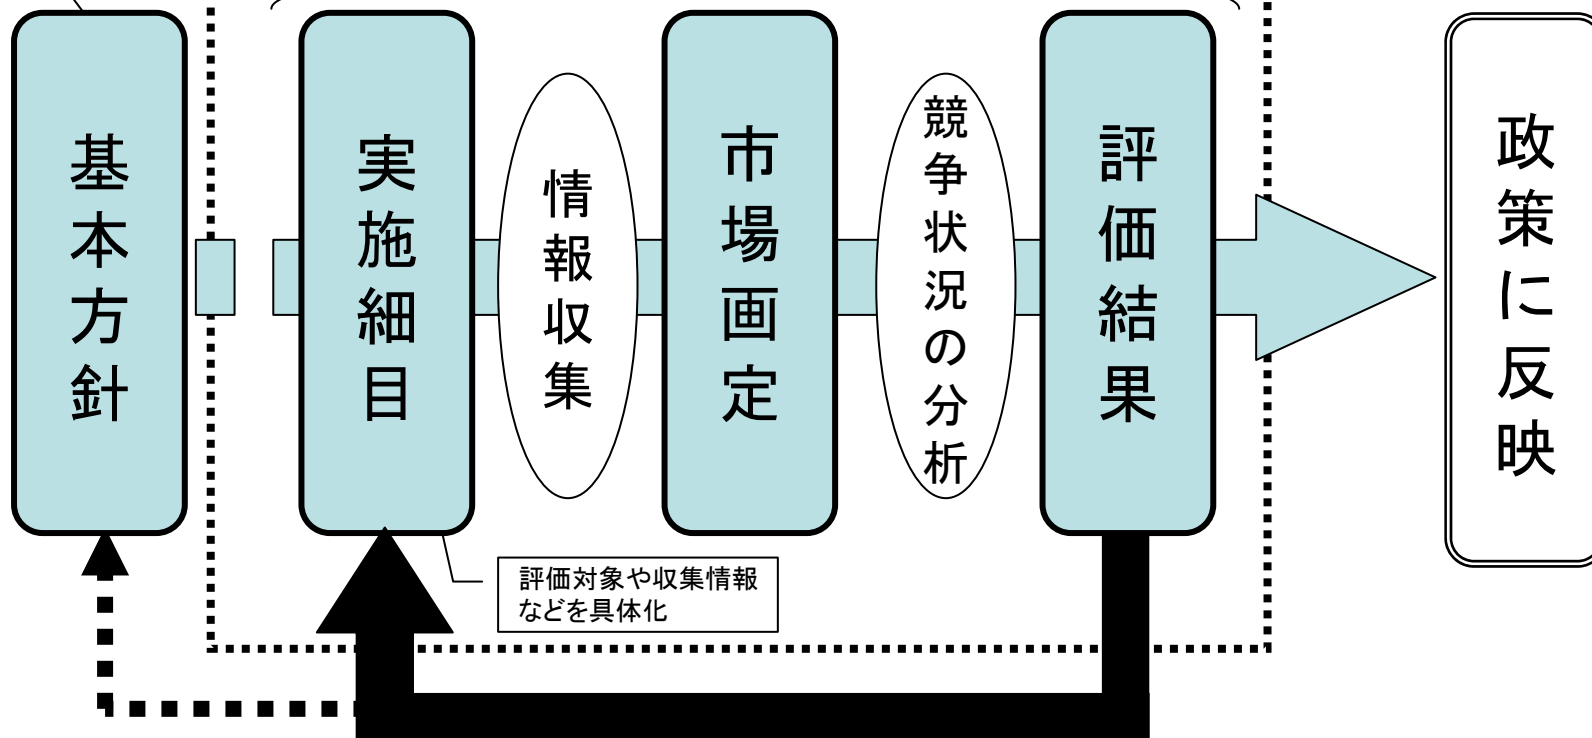 基本方針
実施細目
情報収集
市場画定
競争状況の分析
評価結果
政策に反映
評価対象や収集情報
などを具体化